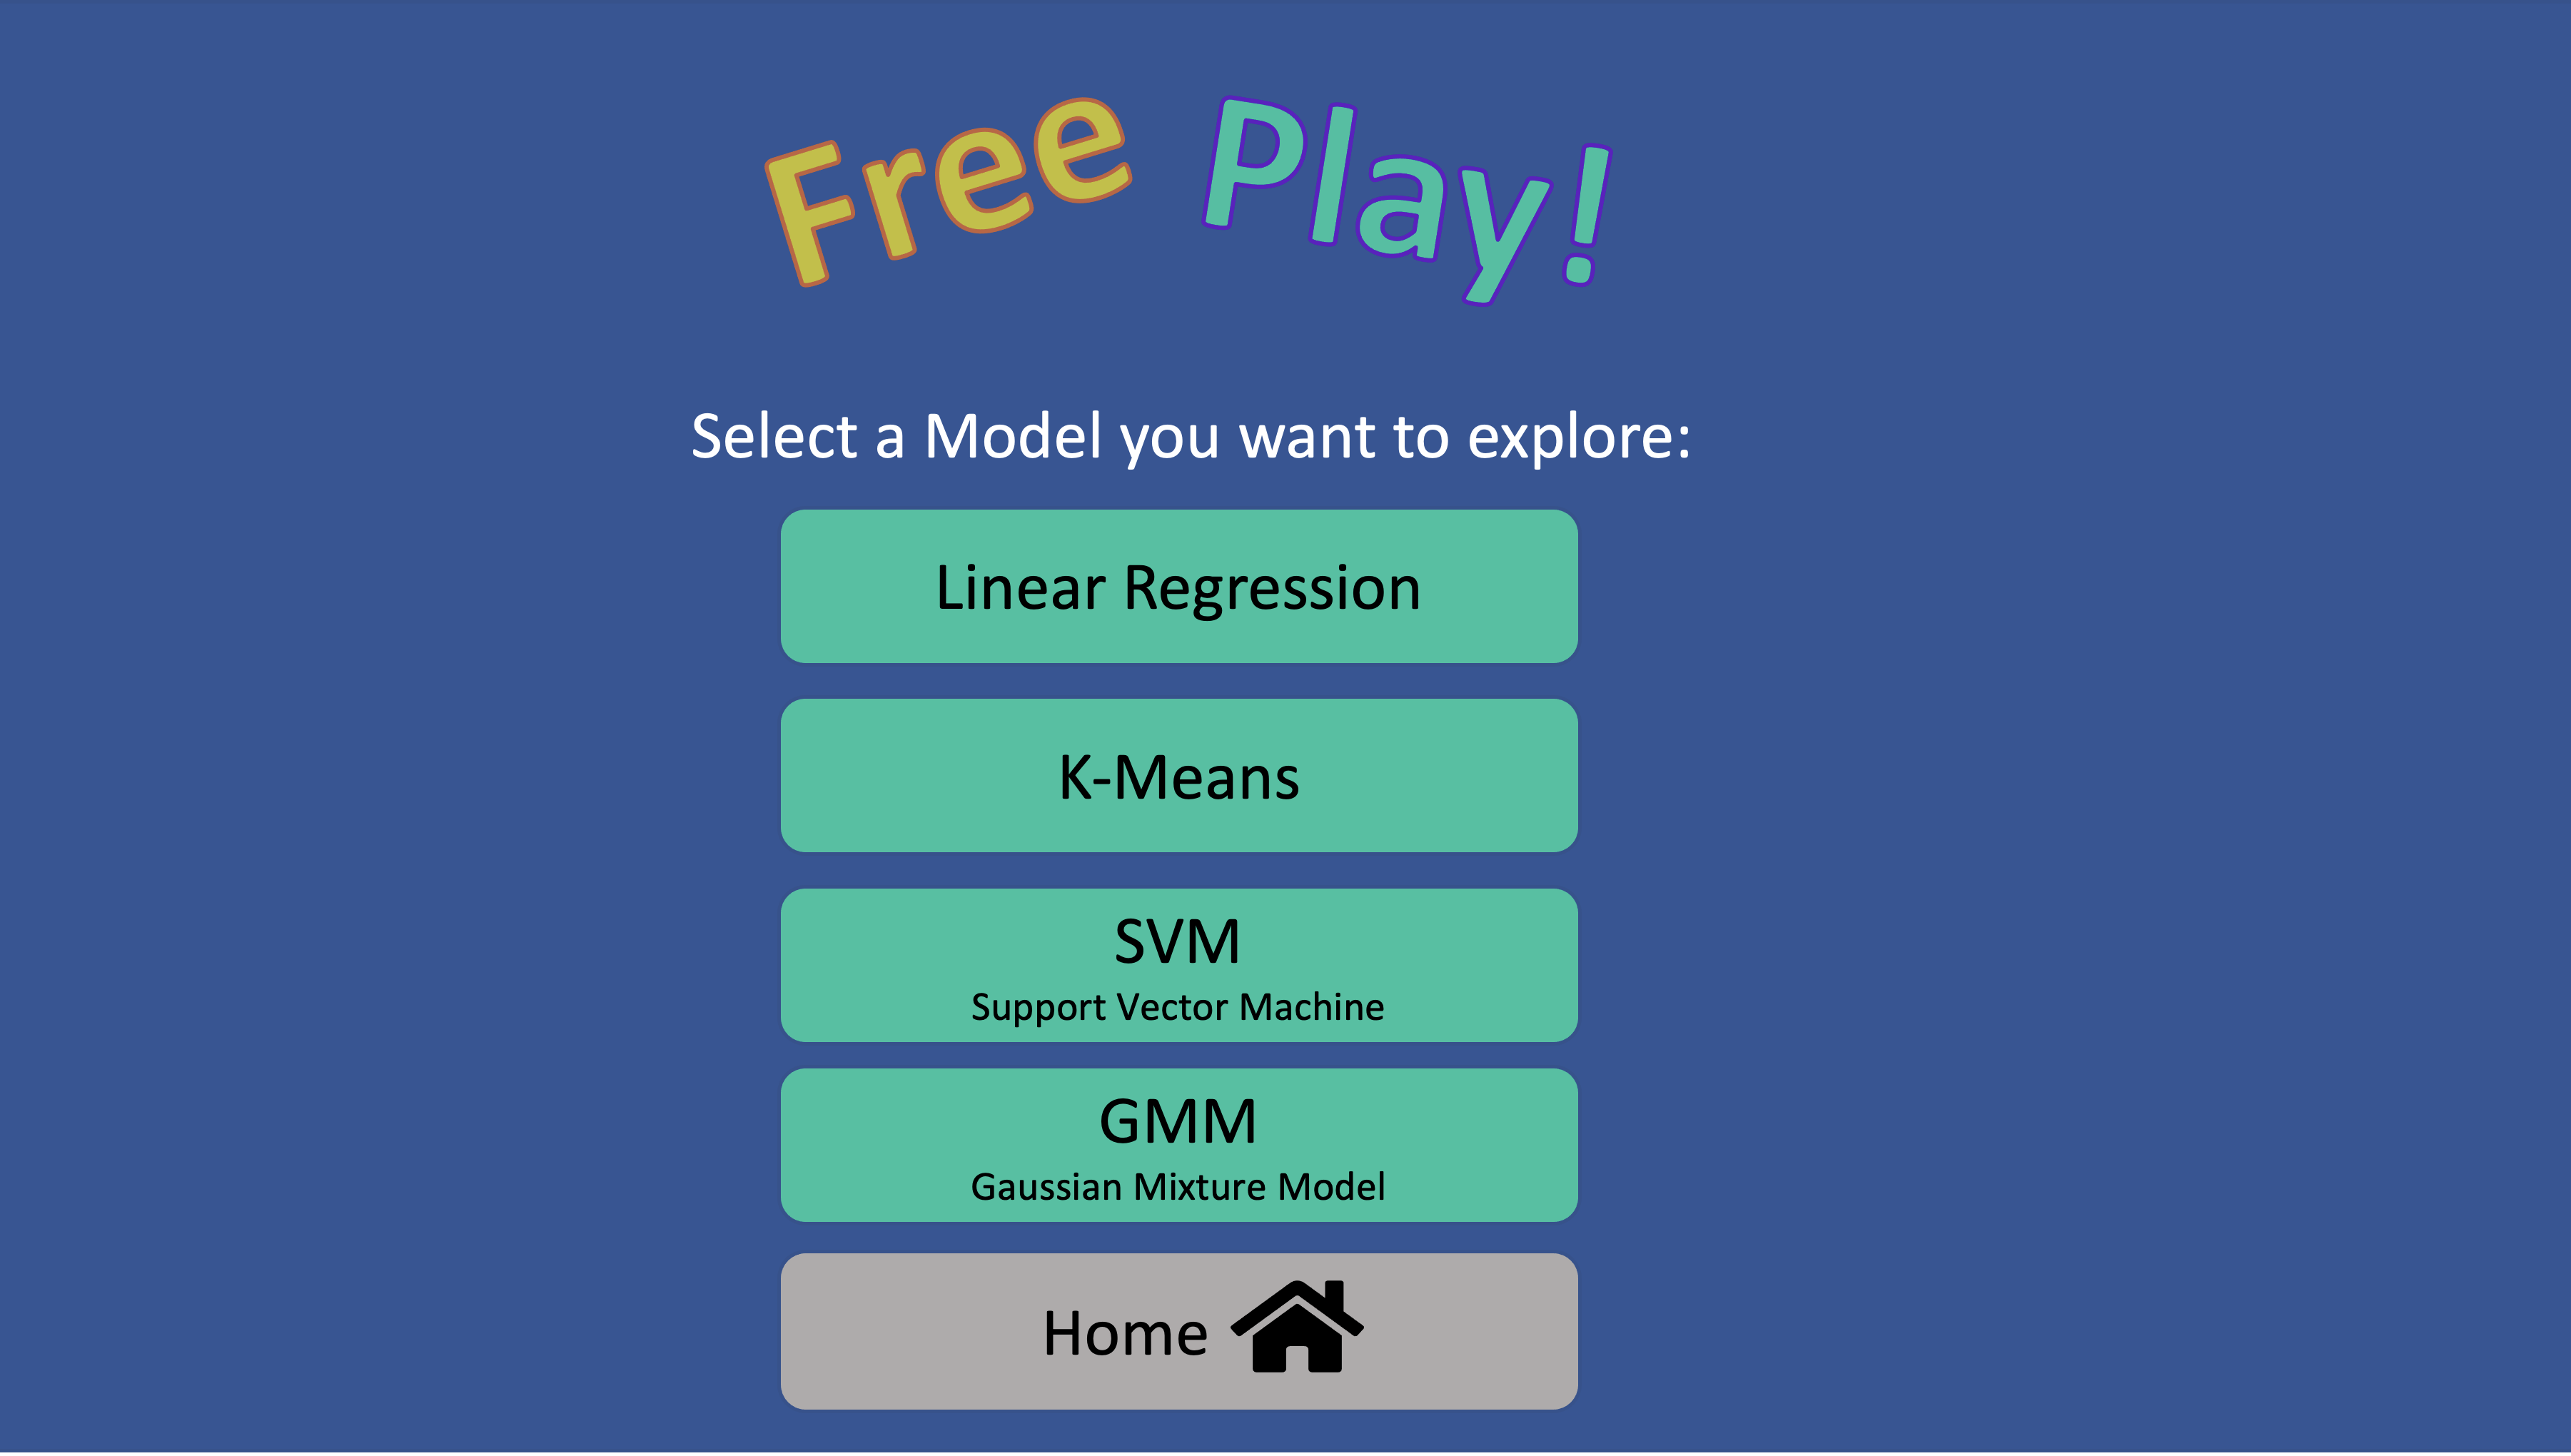 Free Play!
Select a Model you want to explore:
Linear Regression
K-Means
SVM
Support Vector Machine
GMM
Gaussian Mixture Model
Home